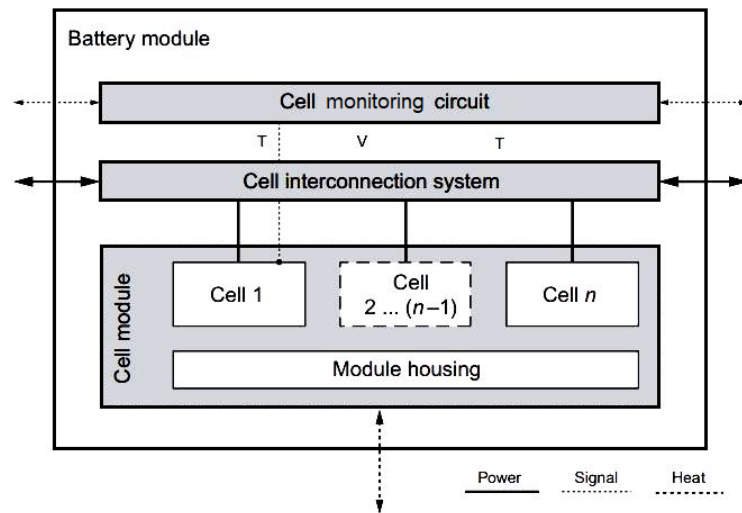 Battery module
Cell monitoring circuit
T V T
Cell interconnection system
Cell 1
Cell
2 ... (n–1)
Cell n
Cell module
Module housing
Power Signal Heat